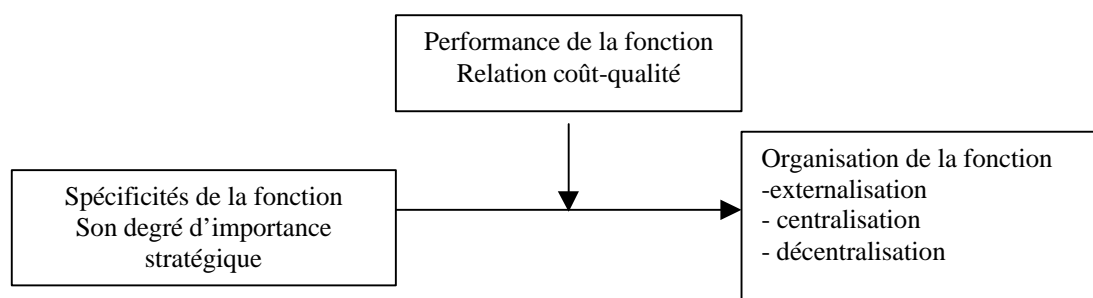 Performance de la fonction
Relation coût-qualité
Spécificités de la fonction
Son degré d’importance
stratégique
Organisation de la fonction
-externalisation
- centralisation
- décentralisation